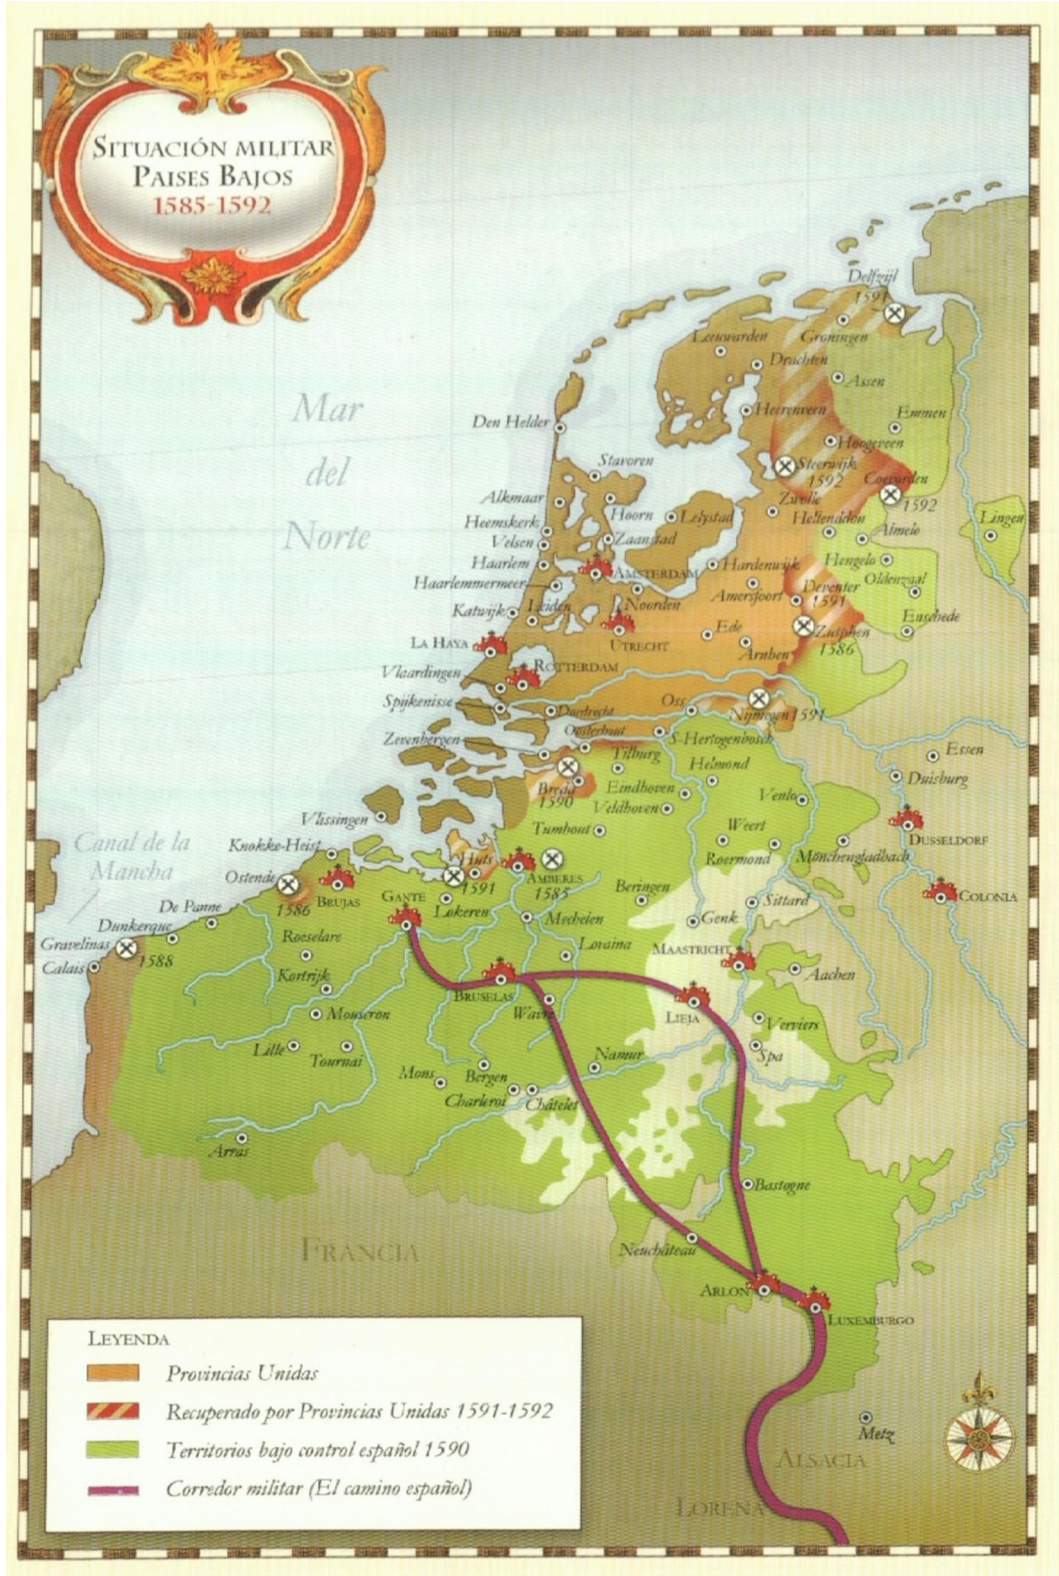 SITUACIÓN MILITAR
PAISES BAJOS
1585-1592
Mar
del
Norte
Delfzijl
1591
Groningen
Leeuwarden
Drachten
Assen
Heerenveen
Emmen
Hoogeveen
Den Helder
Stavoren
Steenwijk
1592
Coevorden
1592
Zwolle
Alkmaar
Hoorn
Lelystad
Hellendoorn
Almelo
Lingen
Heemskerk
Velsen
Zaanstad
Hengelo
Oldenzaal
Haarlem
AMSTERDAM
Hardenwijk
Haarlemmermeer
Amersfoort
Deventer
1591
Katwijk
Leiden
Noorden
Enschede
Ede
Zutphen
1586
LA HAYA
UTRECHT
Arnhen
ROTTERDAM
Vlaardingen
Spijkenisse
Dordrecht
Oss
Nijmegen 1591
Zevenbergen
Oosterhout
S-Hertogenbosch
Tilburg
Helmond
Essen
Duisburg
Breda
1590
Eindhoven
Veldhoven
Venlo
Vlissingen
Turnhout
Weert
Roermond
Mönchengladbach
DUSSELDORF
Canal de la
Mancha
Knokke-Heist
Huts
1591
AMBERES
1585
Ostende
1586
BRUJAS
GANTE
Beringen
Sittard
COLONIA
De Panne
Lokeren
Mechelen
Genk
Dunkerque
Gravelinas
1588
Roeselare
Lovaina
MAASTRICHT
Calais
Kortrijk
Aachen
BRUSELAS
Wavre
LIEJA
Mouscron
Verviers
Lille
Tournai
Namur
Spa
Mons
Bergen
Charleroi
Châtelet
Arras
Bastogne
FRANCIA
Neuchâteau
ARLON
LUXEMBURGO
LEYENDA
Provincias Unidas
Recuperado por Provincias Unidas 1591-1592
Territorios bajo control español 1590
Corredor militar (El camino español)
Metz
ALSACIA
LORENA